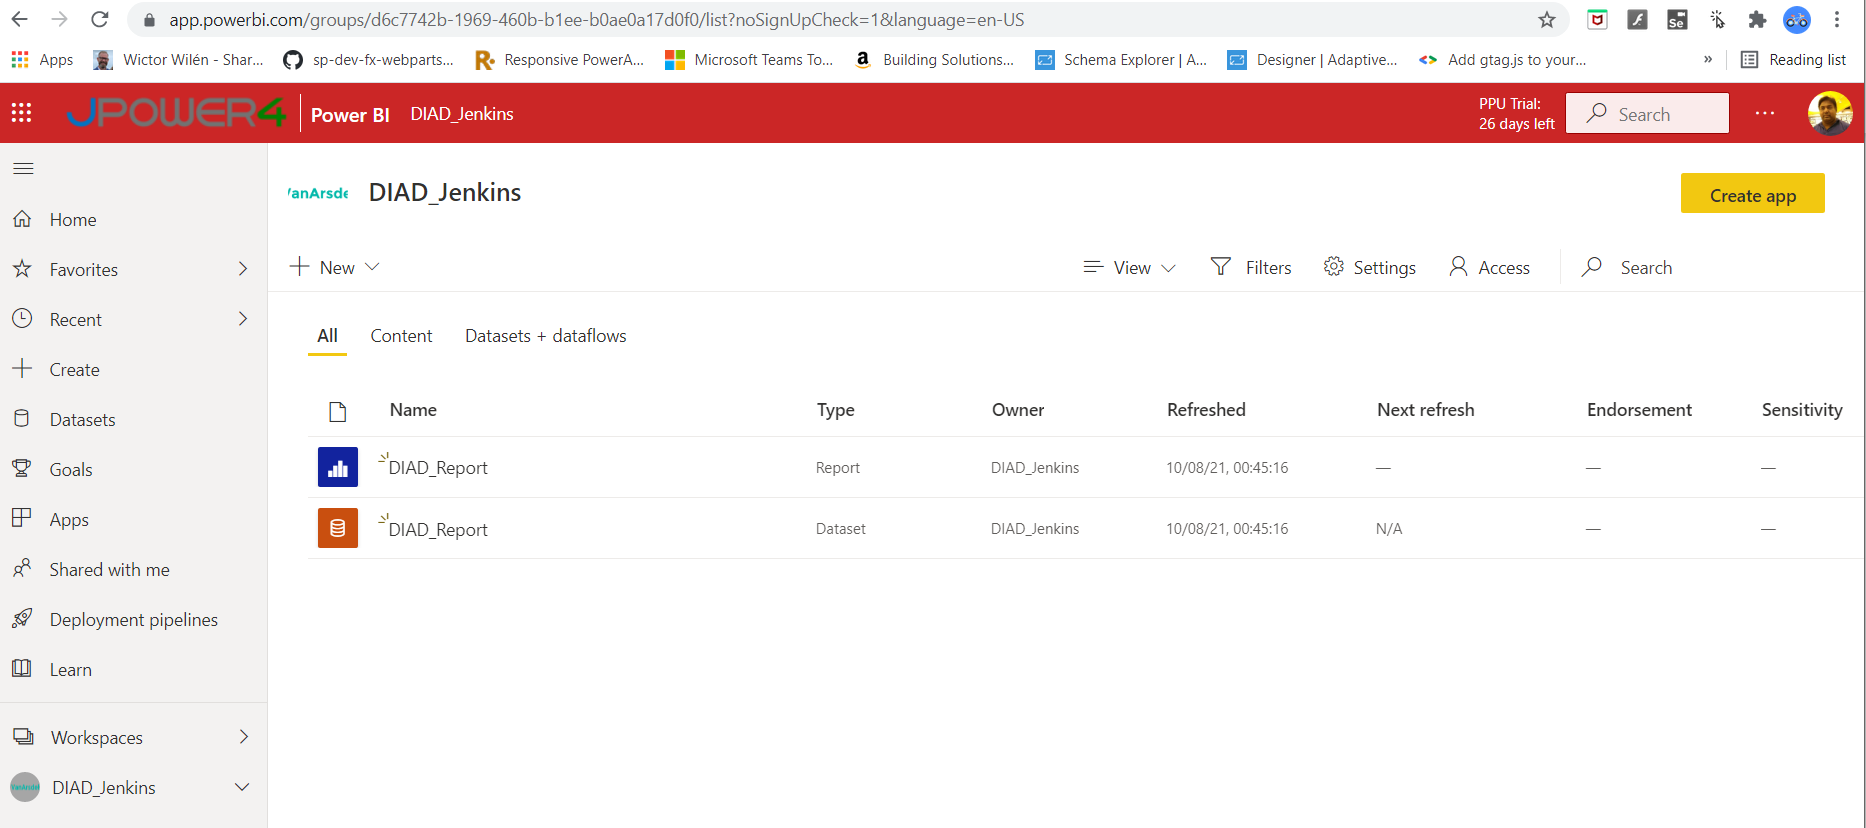 app.powerbi.com/groups/d6c7742b-1969-460b-b1ee-b0ae0a17d0f0/list?noSignUpCheck=1&language=en-US
Apps Wictor Wilén - Shar... sp-dev-fx-webparts... Responsive PowerA... Microsoft Teams To... Building Solutions... Schema Explorer | A... Designer | Adaptive... Add gtag.js to your... » Reading list
JPOWER4 Power BI DIAD_Jenkins
PPU Trial:
26 days left
Search
VanArsde DIAD_Jenkins
Create app
Home
Favorites
Recent
Create
Datasets
Goals
Apps
Shared with me
Deployment pipelines
Learn
Workspaces
DIAD_Jenkins
New View Filters Settings Access Search
All Content Datasets + dataflows
Name Type Owner Refreshed Next refresh Endorsement Sensitivity
DIAD_Report Report DIAD_Jenkins 10/08/21, 00:45:16 — — —
DIAD_Report Dataset DIAD_Jenkins 10/08/21, 00:45:16 N/A — —